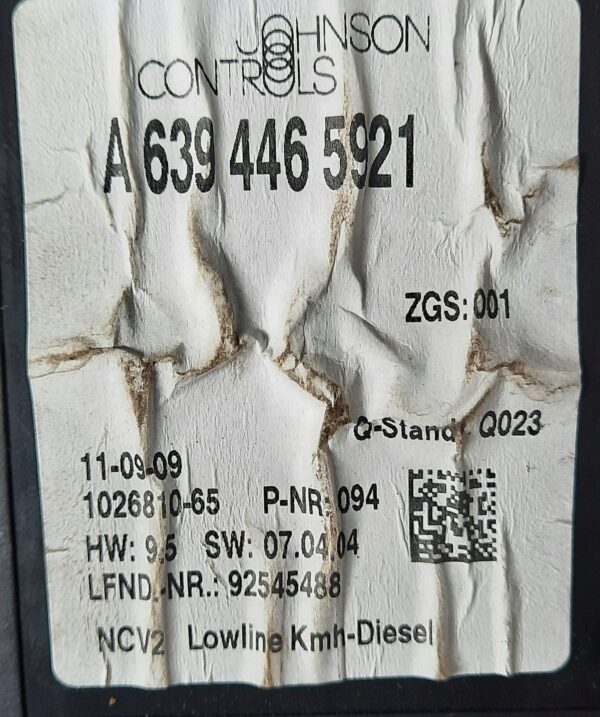 JOHNSON
CONTROLS
A 639 446 5921
ZGS: 001
Q-Stand: Q023
11-09-09
1026810-65 P-NR: 094
HW: 9.5 SW: 07.04.04
LFND.-NR.: 92545488
NCV2 Lowline Kmh-Diesel